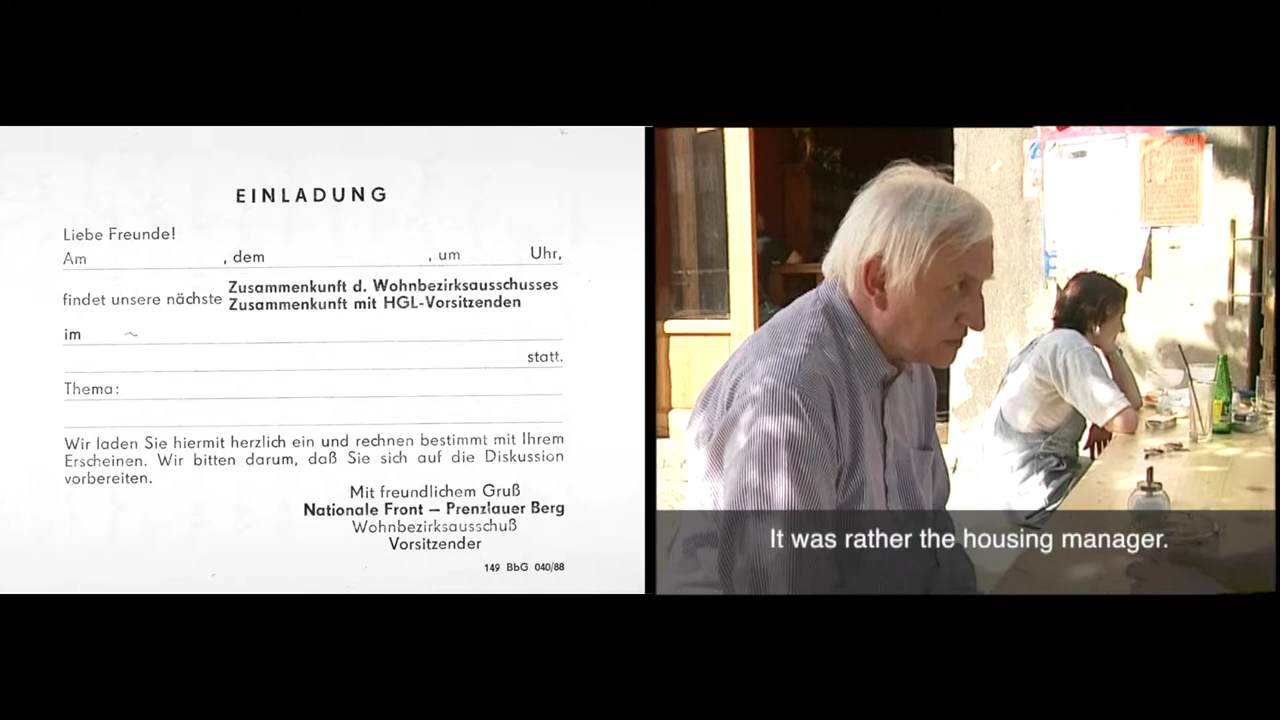 EINLADUNG
Liebe Freunde!
Am , dem , um Uhr,
findet unsere nächste Zusammenkunft d. Wohnbezirksausschusses
Zusammenkunft mit HGL-Vorsitzenden
im
statt.
Thema:
Wir laden Sie hiermit herzlich ein und rechnen bestimmt mit Ihrem
Erscheinen. Wir bitten darum, daß Sie sich auf die Diskussion
vorbereiten.
Mit freundlichem Gruß
Nationale Front – Prenzlauer Berg
Wohnbezirksausschuß
Vorsitzender
149 BbG 040/88
It was rather the housing manager.